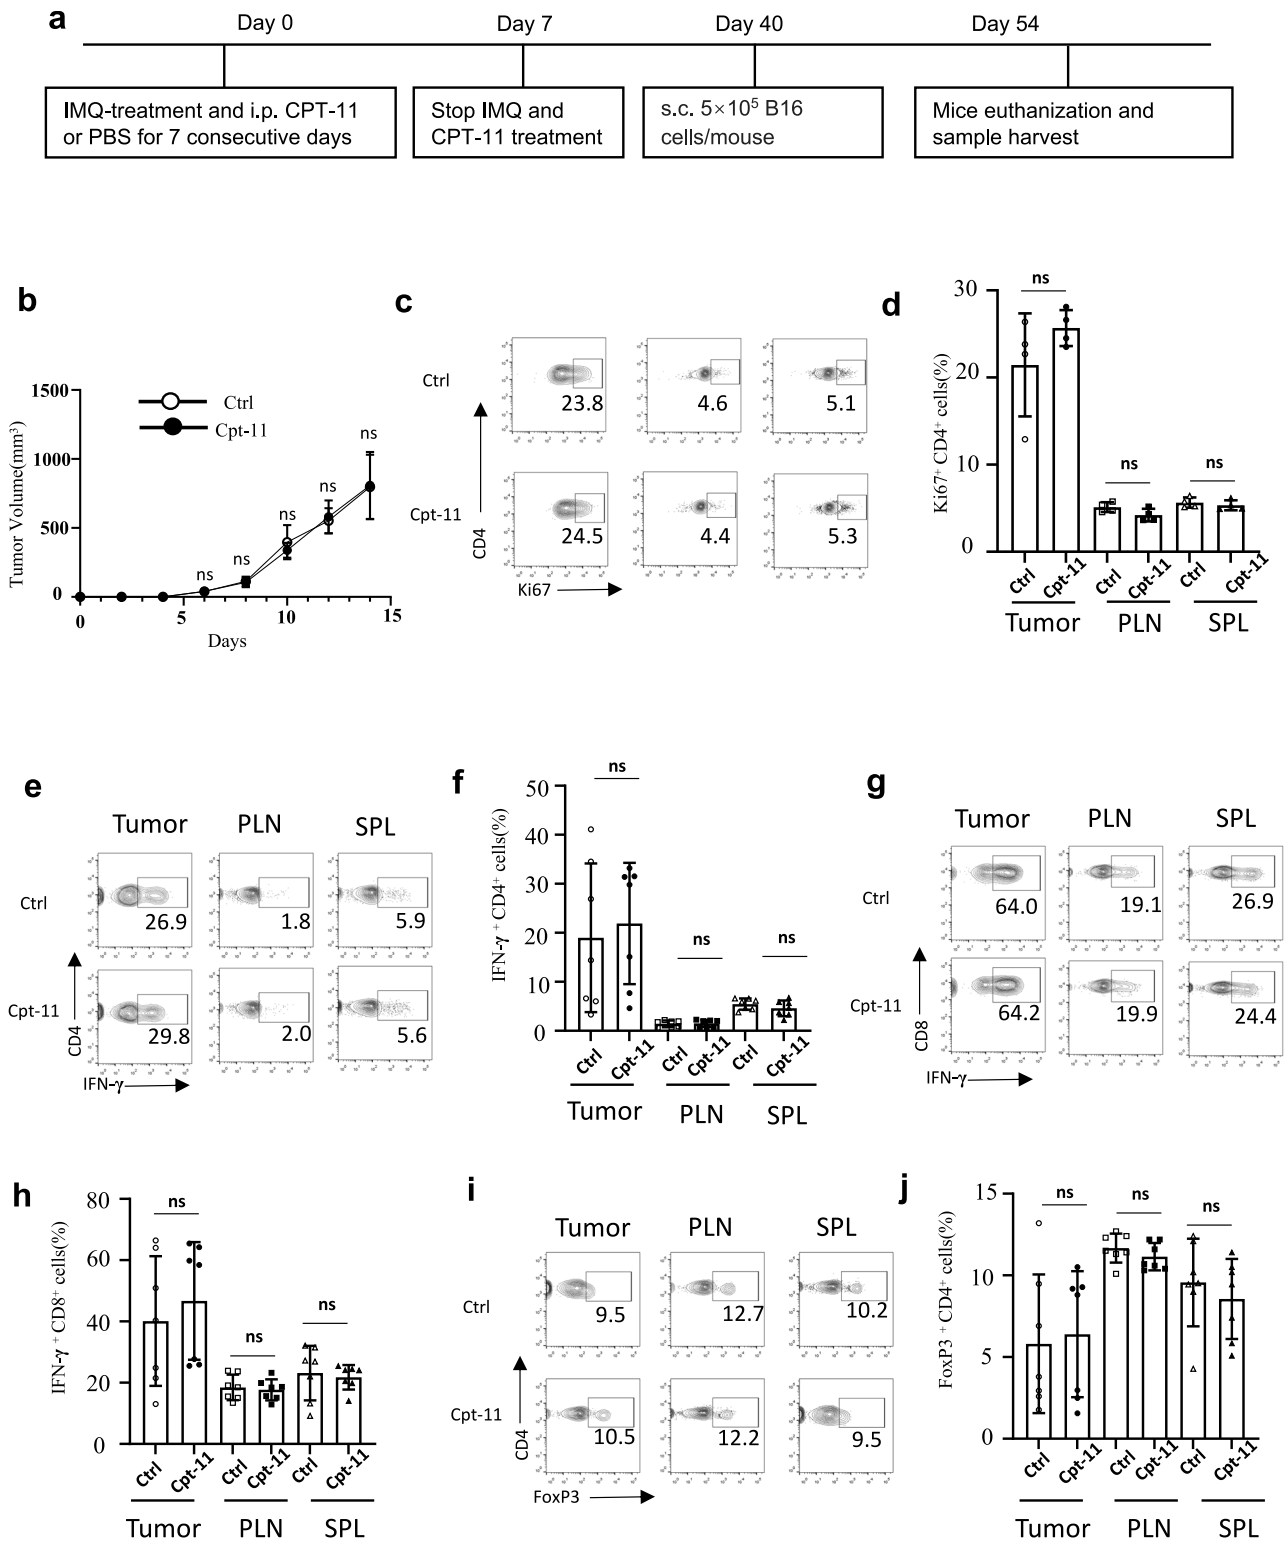 a
Day 0
Day 7
Day 40
Day 54
IMQ-treatment and i.p. CPT-11
or PBS for 7 consecutive days
Stop IMQ and
CPT-11 treatment
s.c. 5×10⁵ B16
cells/mouse
Mice euthanization and
sample harvest
b
Tumor Volume(mm³)
1500
1000
500
0
0
5
10
15
Days
Ctrl
Cpt-11
ns
ns
ns
ns
ns
c
Ctrl
23.8
4.6
5.1
Cpt-11
24.5
4.4
5.3
CD4
Ki67
d
Ki67⁺ CD4⁺ cells(%)
30
20
10
0
ns
ns
ns
Ctrl
Cpt-11
Ctrl
Cpt-11
Ctrl
Cpt-11
Tumor
PLN
SPL
e
Tumor
PLN
SPL
Ctrl
26.9
1.8
5.9
Cpt-11
29.8
2.0
5.6
CD4
IFN-γ
f
IFN-γ ⁺ CD4⁺ cells(%)
50
40
30
20
10
0
ns
ns
ns
Ctrl
Cpt-11
Ctrl
Cpt-11
Ctrl
Cpt-11
Tumor
PLN
SPL
g
Tumor
PLN
SPL
Ctrl
64.0
19.1
26.9
Cpt-11
64.2
19.9
24.4
CD8
IFN-γ
h
IFN-γ ⁺ CD8⁺ cells(%)
80
60
40
20
0
ns
ns
ns
Ctrl
Cpt-11
Ctrl
Cpt-11
Ctrl
Cpt-11
Tumor
PLN
SPL
i
Tumor
PLN
SPL
Ctrl
9.5
12.7
10.2
Cpt-11
10.5
12.2
9.5
CD4
FoxP3
j
FoxP3 ⁺ CD4⁺ cells(%)
15
10
5
0
ns
ns
ns
Ctrl
Cpt-11
Ctrl
Cpt-11
Ctrl
Cpt-11
Tumor
PLN
SPL